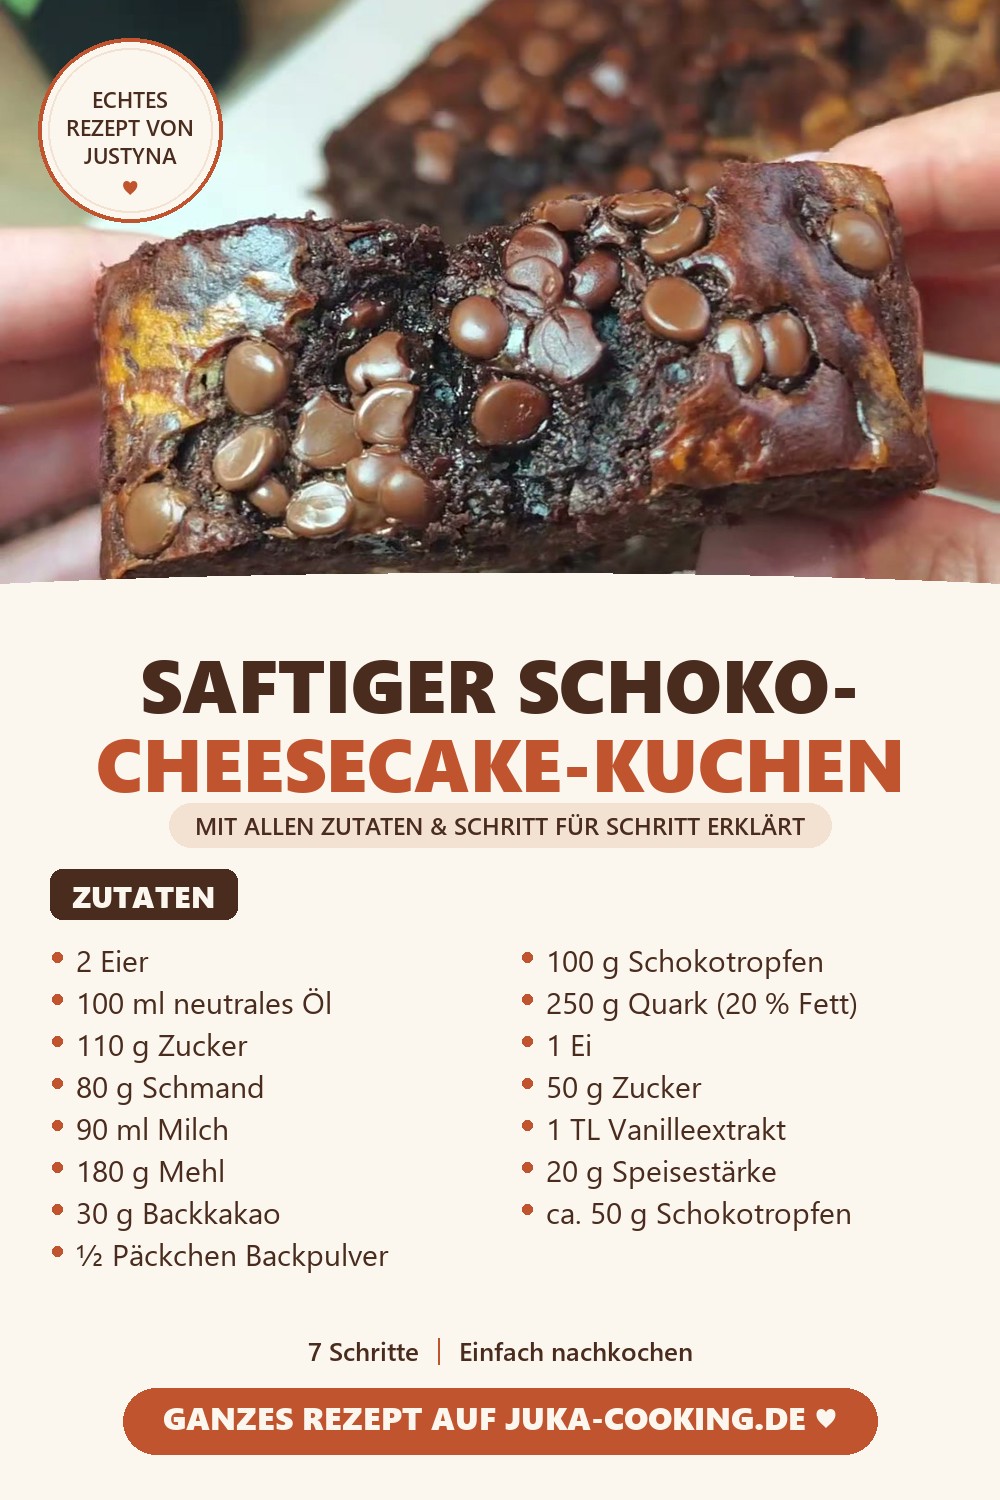 ECHTES
REZEPT VON
JUSTYNA
SAFTIGER SCHOKO-
CHEESECAKE-KUCHEN
MIT ALLEN ZUTATEN & SCHRITT FÜR SCHRITT ERKLÄRT
ZUTATEN
• 2 Eier
• 100 ml neutrales Öl
• 110 g Zucker
• 80 g Schmand
• 90 ml Milch
• 180 g Mehl
• 30 g Backkakao
• ½ Päckchen Backpulver
• 100 g Schokotropfen
• 250 g Quark (20 % Fett)
• 1 Ei
• 50 g Zucker
• 1 TL Vanilleextrakt
• 20 g Speisestärke
• ca. 50 g Schokotropfen
7 Schritte | Einfach nachkochen
GANZES REZEPT AUF JUKA-COOKING.DE ♥